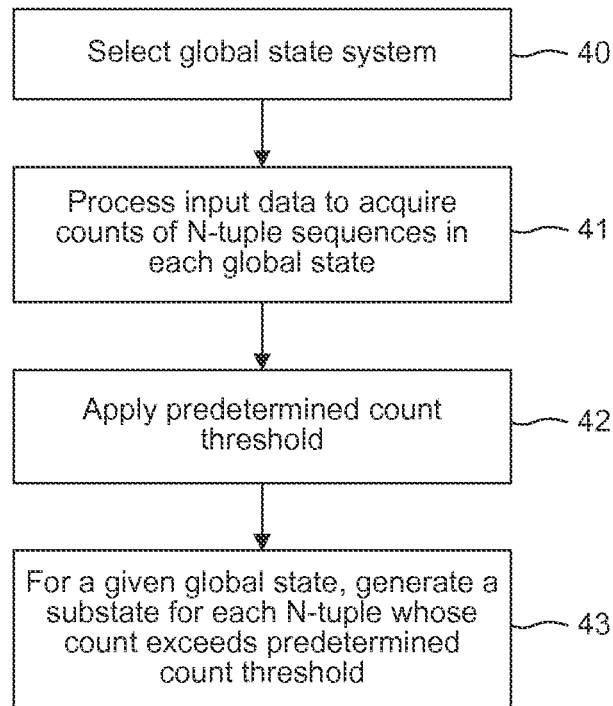 Select global state system
40
Process input data to acquire
counts of N-tuple sequences in
each global state
41
Apply predetermined count
threshold
42
For a given global state, generate a
substate for each N-tuple whose
count exceeds predetermined
count threshold
43